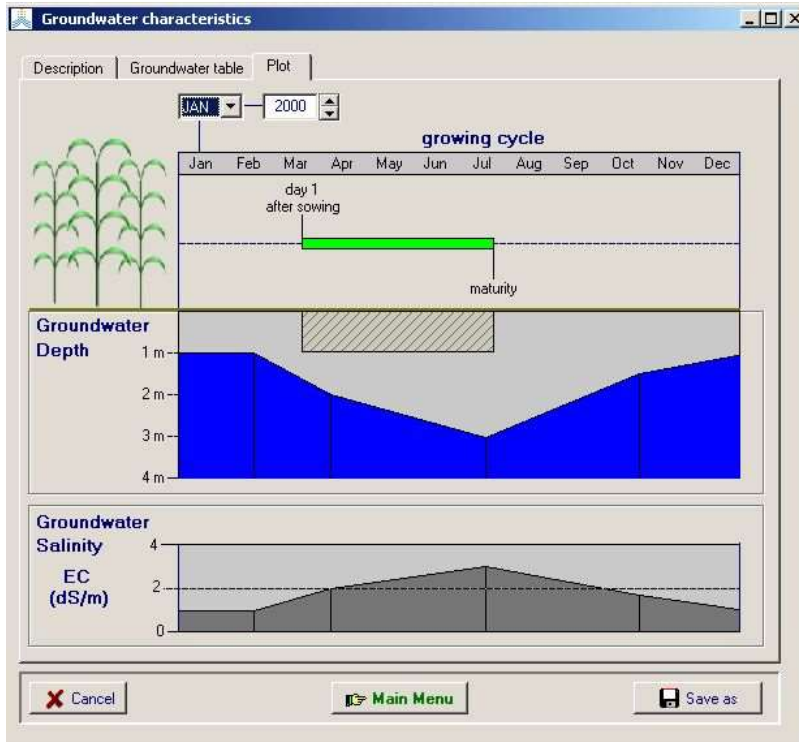 Groundwater characteristics
Description Groundwater table Plot
JAN 2000
growing cycle
Jan Feb Mar Apr May Jun Jul Aug Sep Oct Nov Dec
day 1
after sowing
maturity
Groundwater
Depth
1 m
2 m
3 m
4 m
Groundwater
Salinity
EC
(dS/m)
4
2
0
Cancel Main Menu Save as